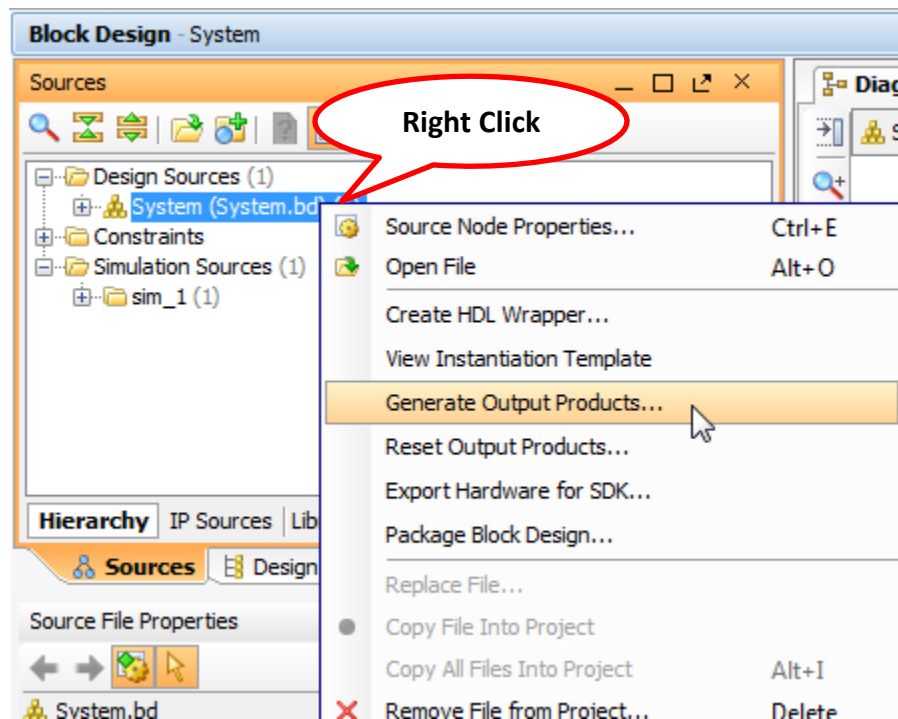 Block Design - System
Sources
Diag
Right Click
S
Design Sources (1)
System (System.bd)
Constraints
Simulation Sources (1)
sim_1 (1)
Source Node Properties... Ctrl+E
Open File Alt+O
Create HDL Wrapper...
View Instantiation Template
Generate Output Products...
Reset Output Products...
Export Hardware for SDK...
Package Block Design...
Replace File...
Copy File Into Project
Copy All Files Into Project Alt+I
Remove File from Project... Delete
Hierarchy IP Sources Lib
Sources Design
Source File Properties
System.bd